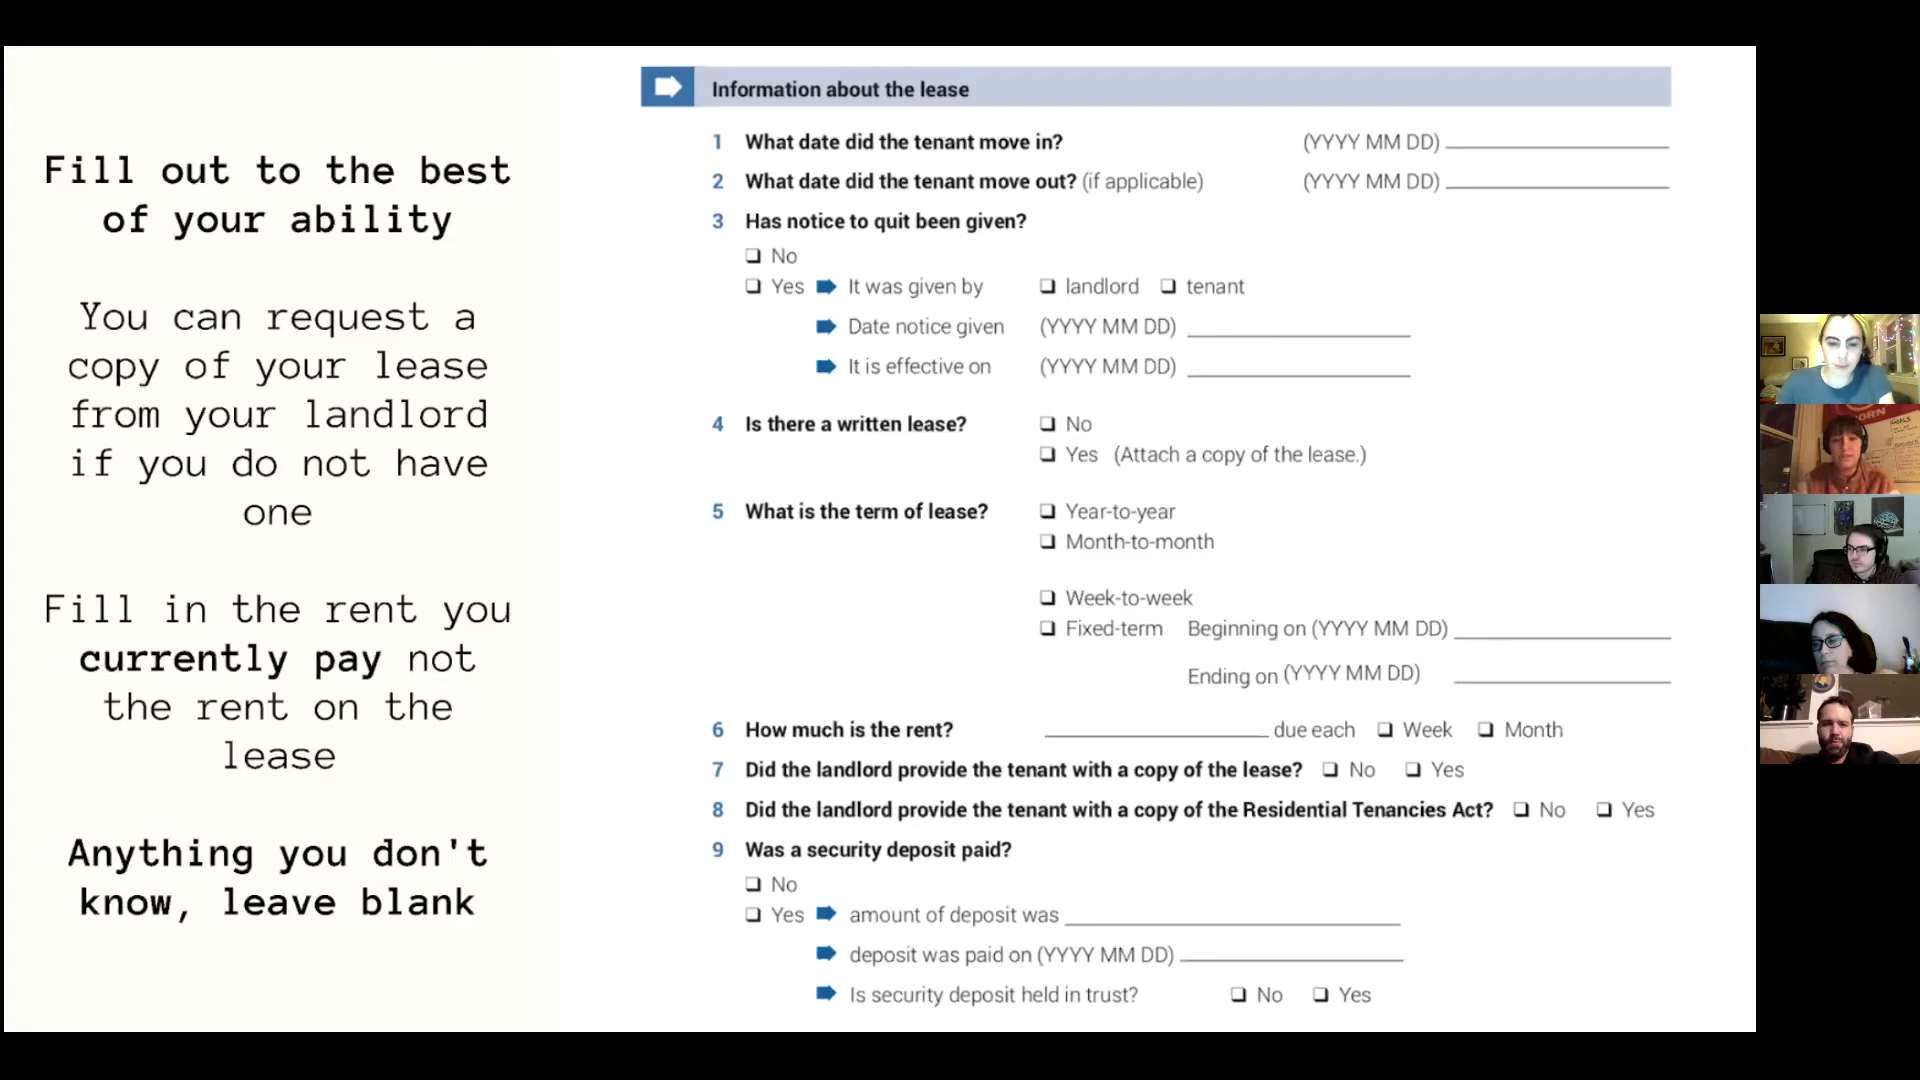 Fill out to the best
of your ability
You can request a
copy of your lease
from your landlord
if you do not have
one
Fill in the rent you
currently pay not
the rent on the
lease
Anything you don't
know, leave blank
Information about the lease
1 What date did the tenant move in? (YYYY MM DD)
2 What date did the tenant move out? (if applicable) (YYYY MM DD)
3 Has notice to quit been given?
No
Yes It was given by landlord tenant
Date notice given (YYYY MM DD)
It is effective on (YYYY MM DD)
4 Is there a written lease? No
Yes (Attach a copy of the lease.)
5 What is the term of lease? Year-to-year
Month-to-month
Week-to-week
Fixed-term Beginning on (YYYY MM DD)
Ending on (YYYY MM DD)
6 How much is the rent? due each Week Month
7 Did the landlord provide the tenant with a copy of the lease? No Yes
8 Did the landlord provide the tenant with a copy of the Residential Tenancies Act? No Yes
9 Was a security deposit paid?
No
Yes amount of deposit was
deposit was paid on (YYYY MM DD)
Is security deposit held in trust? No Yes